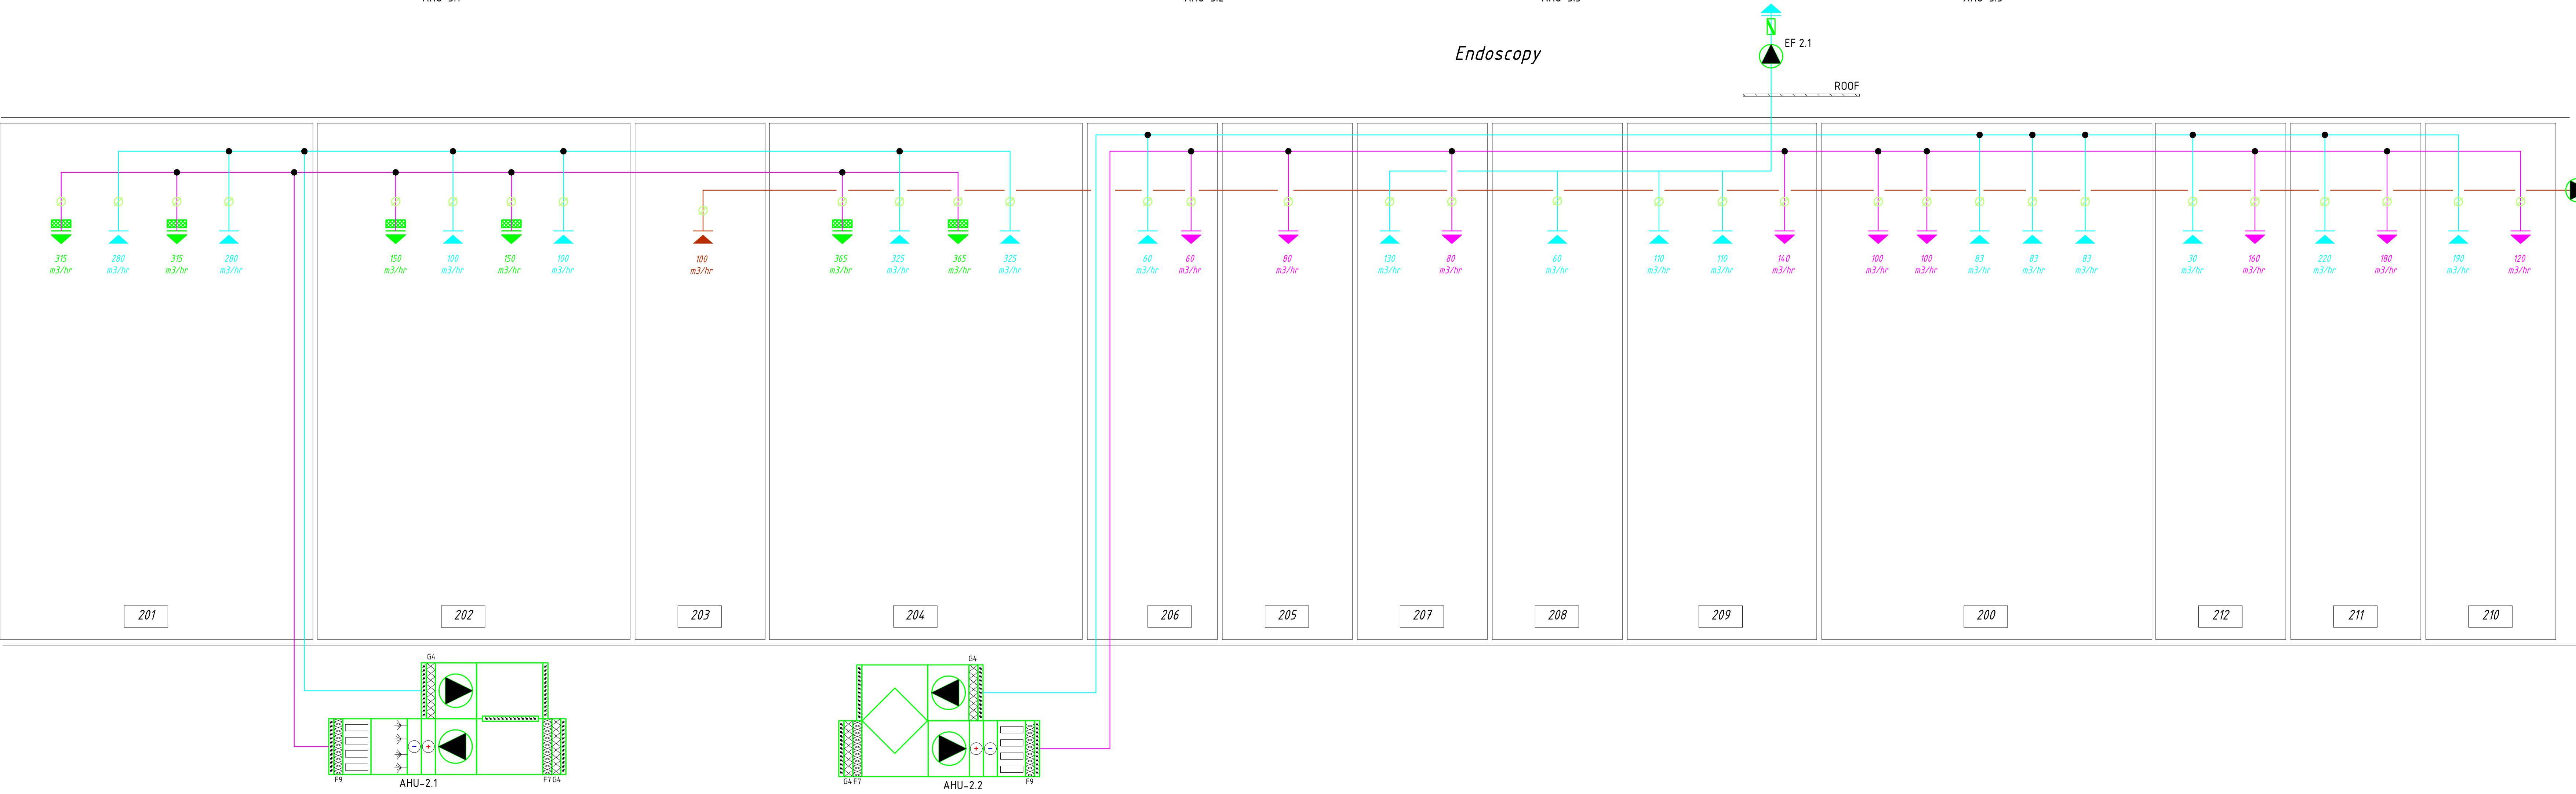 Endoscopy
EF 2.1
ROOF
315 280 315 280 150 100 150 100 100 365 325 365 325 60 60 80 130 80 60 110 110 140 100 100 83 83 83 30 160 220 180 190 120
m3/hr m3/hr m3/hr m3/hr m3/hr m3/hr m3/hr m3/hr m3/hr m3/hr m3/hr m3/hr m3/hr m3/hr m3/hr m3/hr m3/hr m3/hr m3/hr m3/hr m3/hr m3/hr m3/hr m3/hr m3/hr m3/hr m3/hr m3/hr m3/hr m3/hr m3/hr m3/hr m3/hr
201 202 203 204 206 205 207 208 209 200 212 211 210
G4 G4
F9 F7 G4 G4 F7 F9
AHU-2.1 AHU-2.2